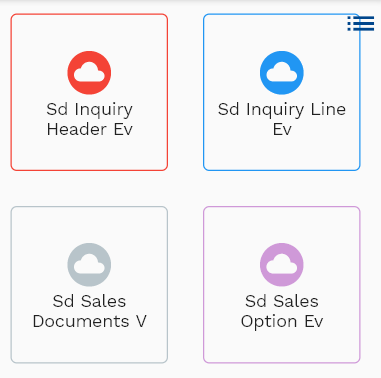 Sd Inquiry
Header Ev
Sd Inquiry Line
Ev
Sd Sales
Documents V
Sd Sales
Option Ev